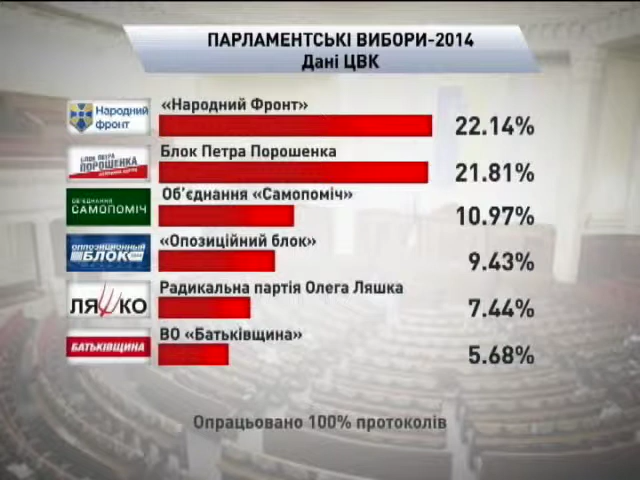 ПАРЛАМЕНТСЬКІ ВИБОРИ-2014
Дані ЦВК
Народний фронт
«Народний Фронт»
22.14%
БЛОК ПЕТРА
ПОРОШЕНКА
Блок Петра Порошенка
21.81%
ОБ'ЄДНАННЯ
САМОПОМІЧ
Об’єднання «Самопоміч»
10.97%
ОППОЗИЦИОННЫЙ
БЛОК
«Опозиційний блок»
9.43%
ЛЯШКО
Радикальна партія Олега Ляшка
7.44%
БАТЬКІВЩИНА
ВО «Батьківщина»
5.68%
Опрацьовано 100% протоколів